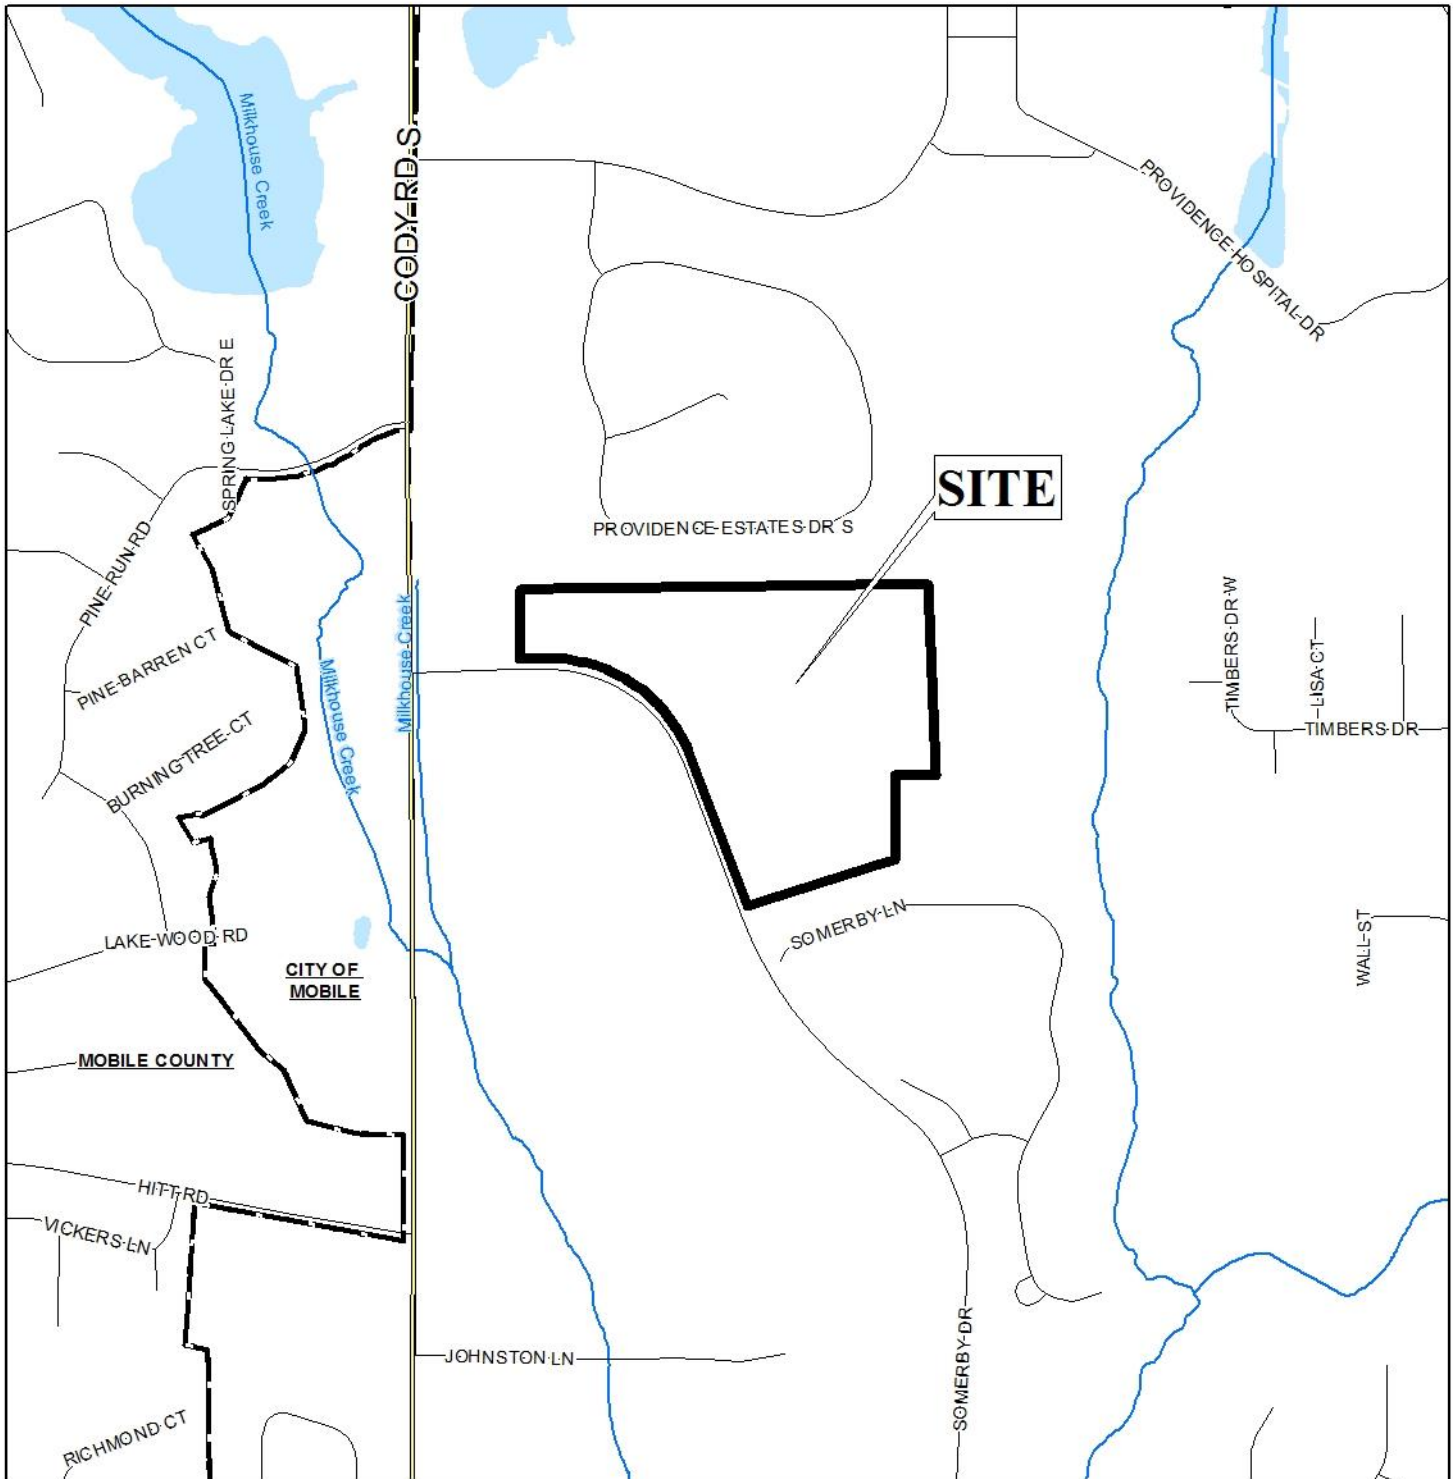 Milkhouse Creek
CODY RD S
PROVIDENCE HOSPITAL DR
SPRING LAKE DR E
SITE
PROVIDENCE ESTATES DR S
PINE RUN RD
PINE BARREN CT
Milkhouse Creek
Milkhouse Creek
TIMBERS DR W
LISA CT
TIMBERS DR
BURNING TREE CT
SOMERBY LN
LAKE WOOD RD
WALL ST
CITY OF
MOBILE
MOBILE COUNTY
HITT RD
VICKERS LN
JOHNSTON LN
SOMERBY DR
RICHMOND CT